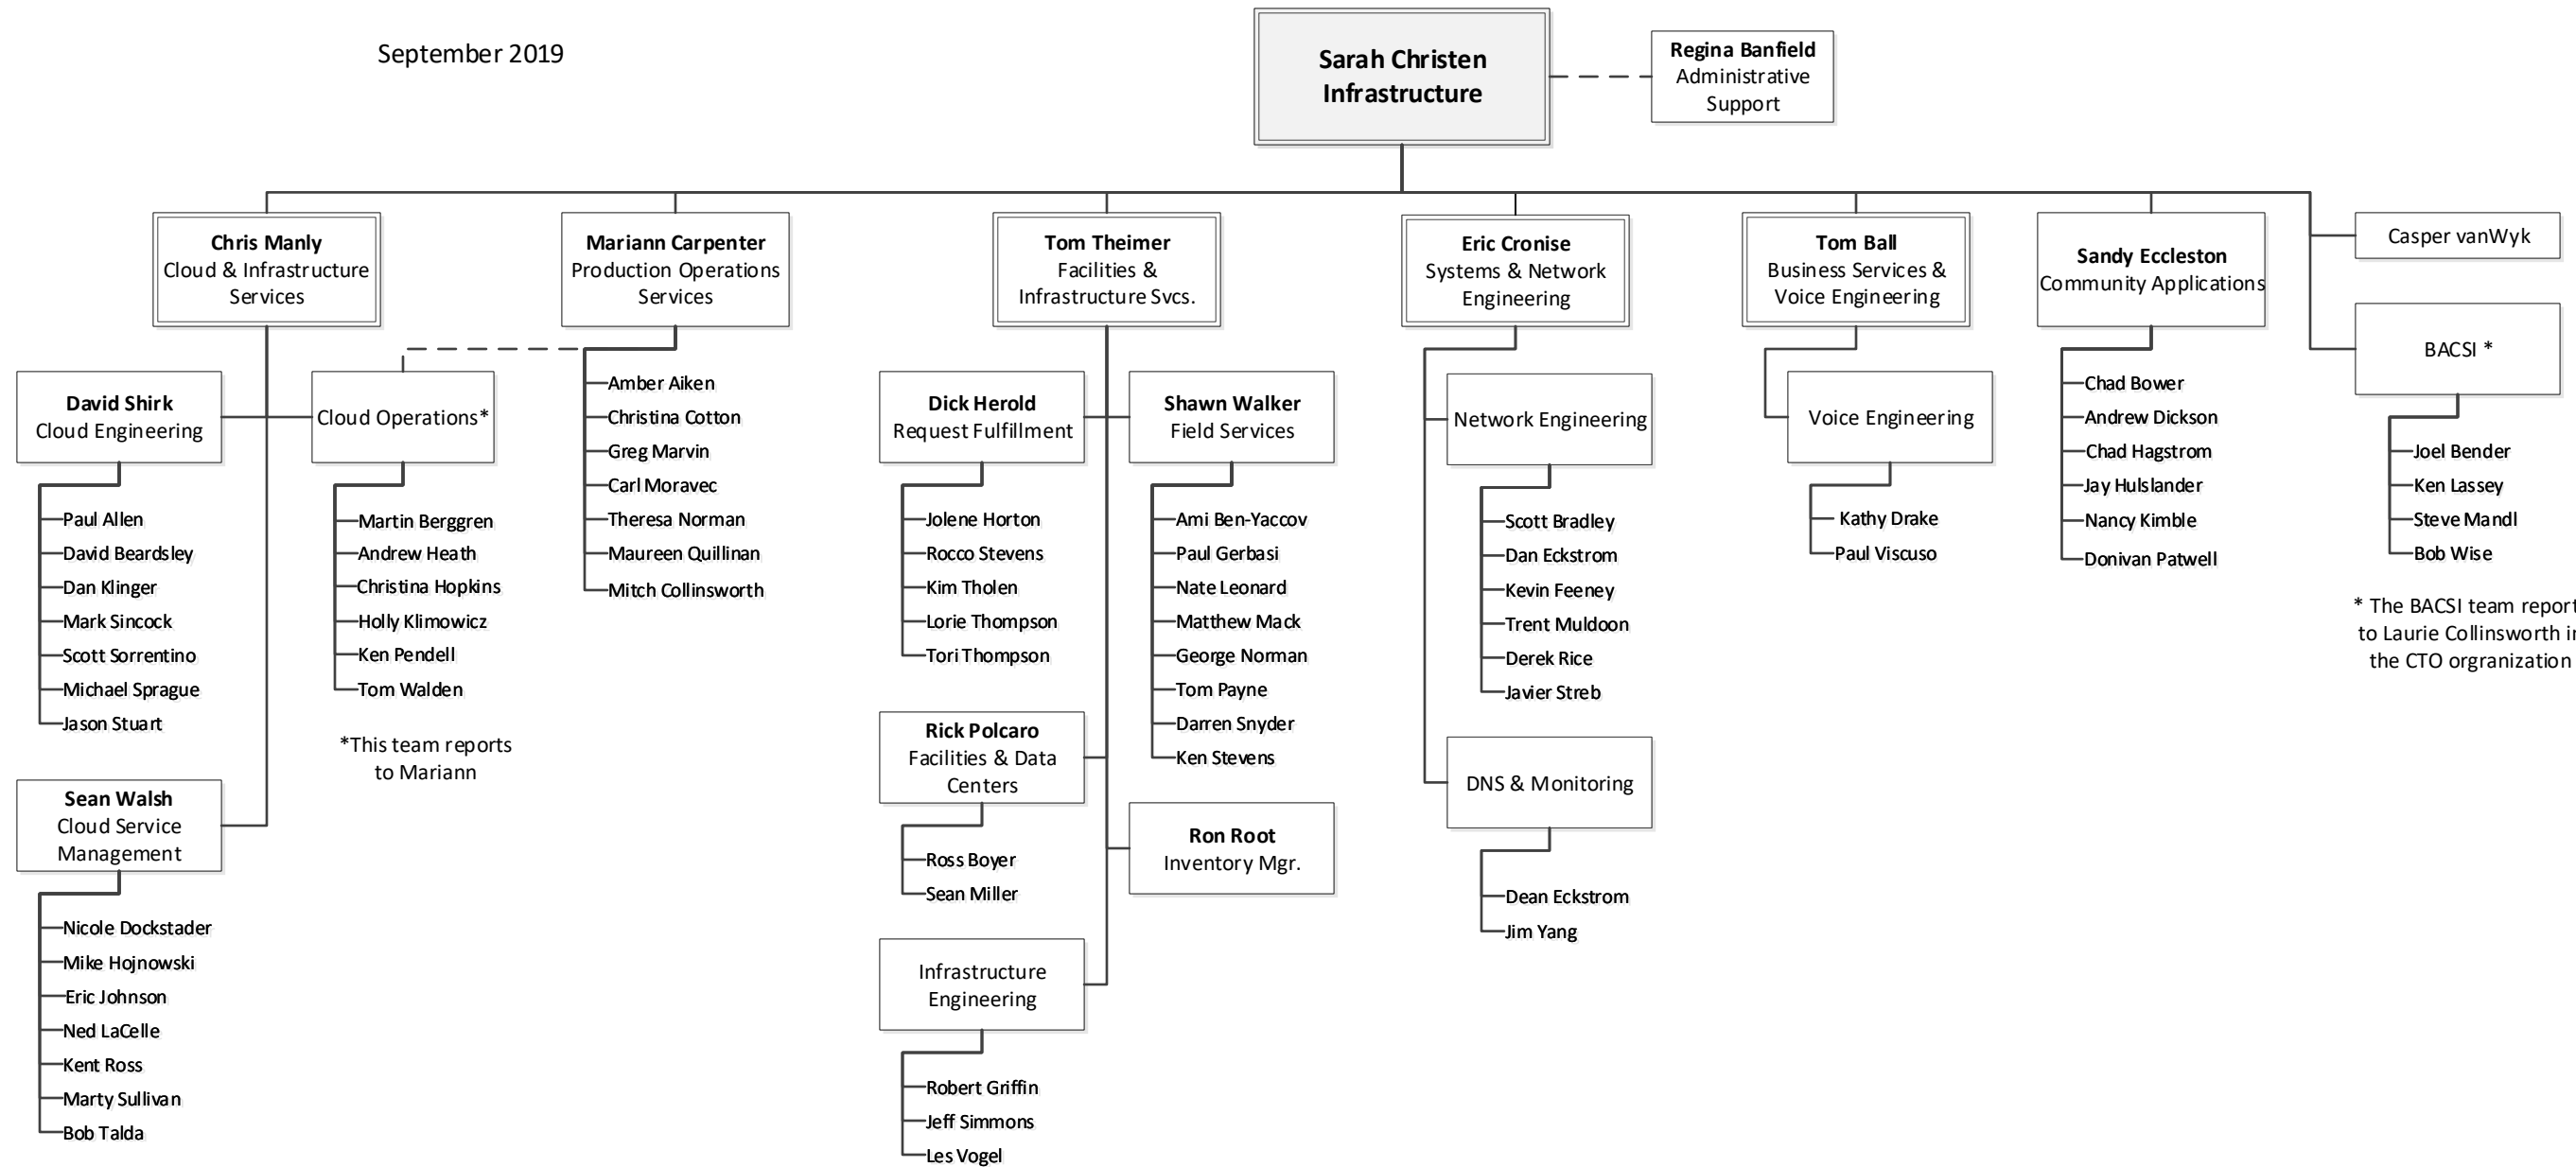 September 2019
Sarah Christen
Infrastructure
Regina Banfield
Administrative
Support
Chris Manly
Cloud & Infrastructure
Services
Mariann Carpenter
Production Operations
Services
Tom Theimer
Facilities &
Infrastructure Svcs.
Eric Cronise
Systems & Network
Engineering
Tom Ball
Business Services &
Voice Engineering
Sandy Eccleston
Community Applications
Casper vanWyk
BACSI *
David Shirk
Cloud Engineering
Paul Allen
David Beardsley
Dan Klinger
Mark Sincock
Scott Sorrentino
Michael Sprague
Jason Stuart
Sean Walsh
Cloud Service
Management
Nicole Dockstader
Mike Hojnowski
Eric Johnson
Ned LaCelle
Kent Ross
Marty Sullivan
Bob Talda
Cloud Operations*
Martin Berggren
Andrew Heath
Christina Hopkins
Holly Klimowicz
Ken Pendell
Tom Walden
*This team reports
to Mariann
Amber Aiken
Christina Cotton
Greg Marvin
Carl Moravec
Theresa Norman
Maureen Quillinan
Mitch Collinsworth
Dick Herold
Request Fulfillment
Jolene Horton
Rocco Stevens
Kim Tholen
Lorie Thompson
Tori Thompson
Rick Polcaro
Facilities & Data
Centers
Ross Boyer
Sean Miller
Infrastructure
Engineering
Robert Griffin
Jeff Simmons
Les Vogel
Shawn Walker
Field Services
Ami Ben-Yaccov
Paul Gerbasi
Nate Leonard
Matthew Mack
George Norman
Tom Payne
Darren Snyder
Ken Stevens
Ron Root
Inventory Mgr.
Network Engineering
Scott Bradley
Dan Eckstrom
Kevin Feeney
Trent Muldoon
Derek Rice
Javier Streb
DNS & Monitoring
Dean Eckstrom
Jim Yang
Voice Engineering
Kathy Drake
Paul Viscuso
Chad Bower
Andrew Dickson
Chad Hagstrom
Jay Hulslander
Nancy Kimble
Donivan Patwell
Joel Bender
Ken Lassey
Steve Mandl
Bob Wise
* The BACSI team report
to Laurie Collinsworth i
the CTO orgranization